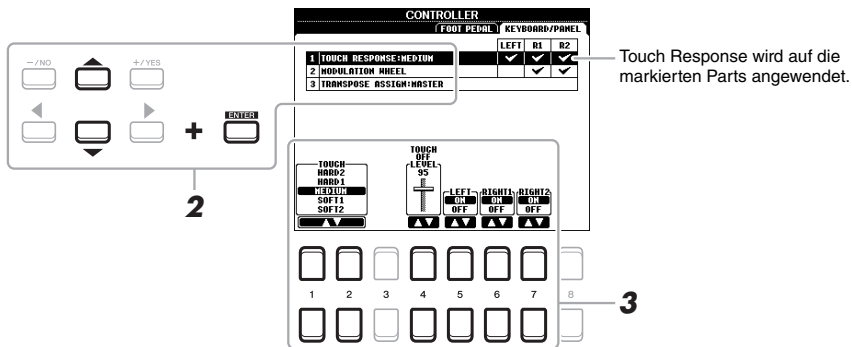 CONTROLLER
FOOT PEDAL KEYBOARD/PANEL
LEFT R1 R2
1 TOUCH RESPONSE:MEDIUM
2 MODULATION WHEEL
3 TRANSPOSE ASSIGN:MASTER
Touch Response wird auf die
markierten Parts angewendet.
–/NO
+/YES
ENTER
+
2
TOUCH
HARD2
HARD1
MEDIUM
SOFT1
SOFT2
TOUCH
OFF
LEVEL
95
LEFT RIGHT1 RIGHT2
ON ON ON
OFF OFF OFF
1 2 3 4 5 6 7 8
3